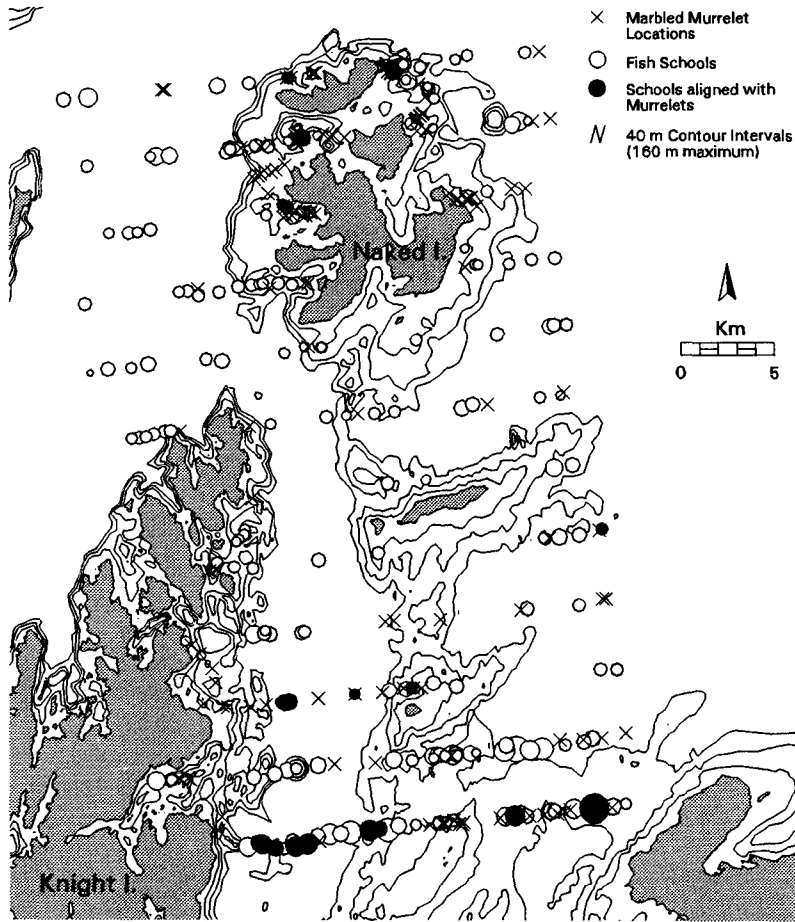 Marbled Murrelet
Locations
Fish Schools
Schools aligned with
Murrelets
40 m Contour Intervals
(160 m maximum)
Naked I.
Km
0 5
Knight I.